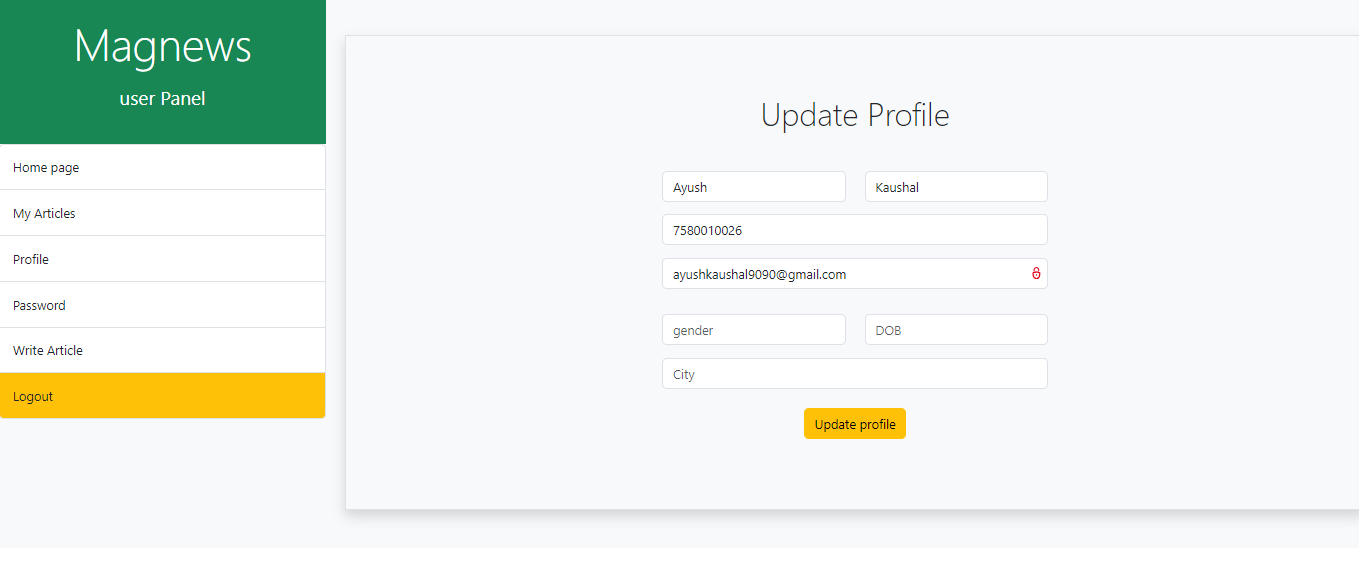 Magnews
user Panel
Home page
My Articles
Profile
Password
Write Article
Logout
Update Profile
Ayush Kaushal
7580010026
ayushkaushal9090@gmail.com
gender DOB
City
Update profile